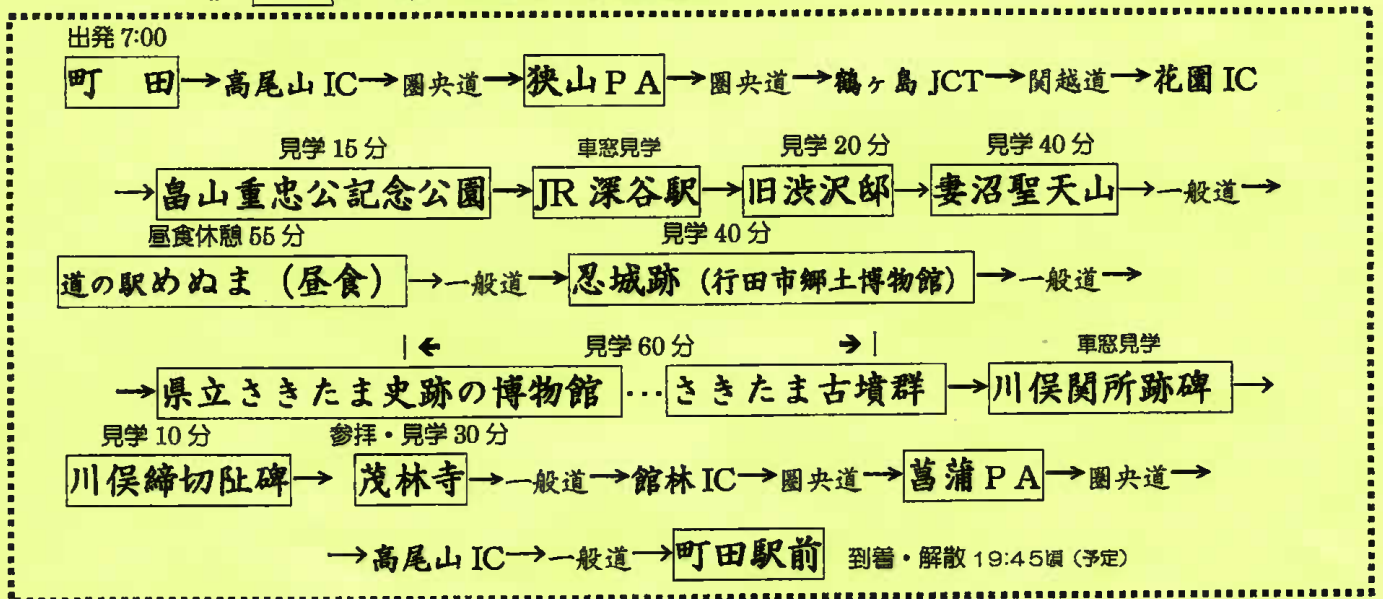 出発 7:00
町 田→高尾山 IC→圏央道→狭山 P A→圏央道→鶴ヶ島 JCT→関越道→花園 IC
見学 15 分 車窓見学 見学 20 分 見学 40 分
→畠山重忠公記念公園→JR 深谷駅→旧渋沢邸→妻沼聖天山→一般道→
昼食休憩 55 分 見学 40 分
道の駅めぬま (昼食)→一般道→忍城跡 (行田市郷土博物館)→一般道→
|← 見学 60 分 →| 車窓見学
→県立さきたま史跡の博物館…さきたま古墳群→川俣関所跡碑→
見学 10 分 参拝・見学 30 分
川俣締切阯碑→茂林寺→一般道→館林 IC→圏央道→菖蒲 P A→圏央道→
→高尾山 IC→一般道→町田駅前 到着・解散 19:45頃 (予定)